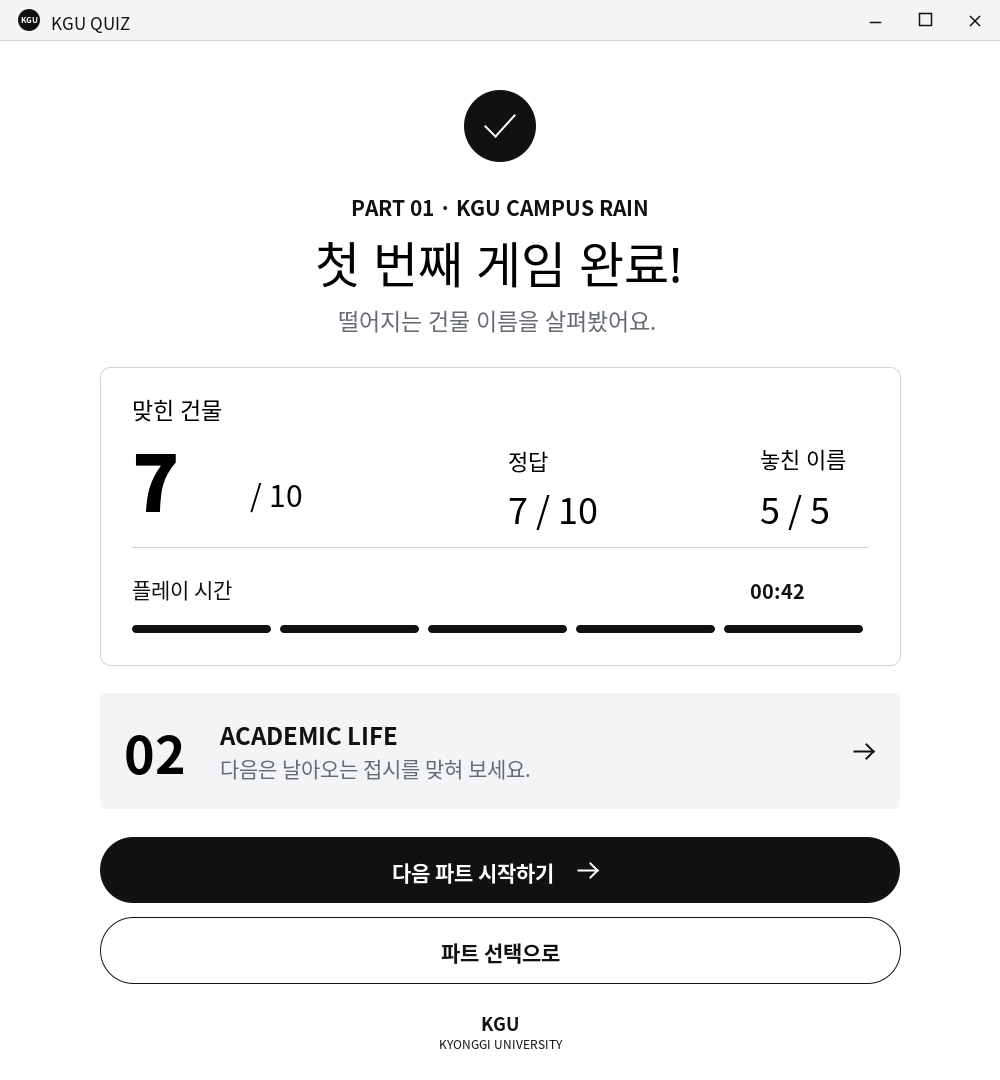 KGU KGU QUIZ
PART 01 · KGU CAMPUS RAIN
첫 번째 게임 완료!
떨어지는 건물 이름을 살펴봤어요.
맞힌 건물
7 / 10
정답
7 / 10
놓친 이름
5 / 5
플레이 시간
00:42
02
ACADEMIC LIFE
다음은 날아오는 접시를 맞혀 보세요.
다음 파트 시작하기
파트 선택으로
KGU
KYONGGI UNIVERSITY